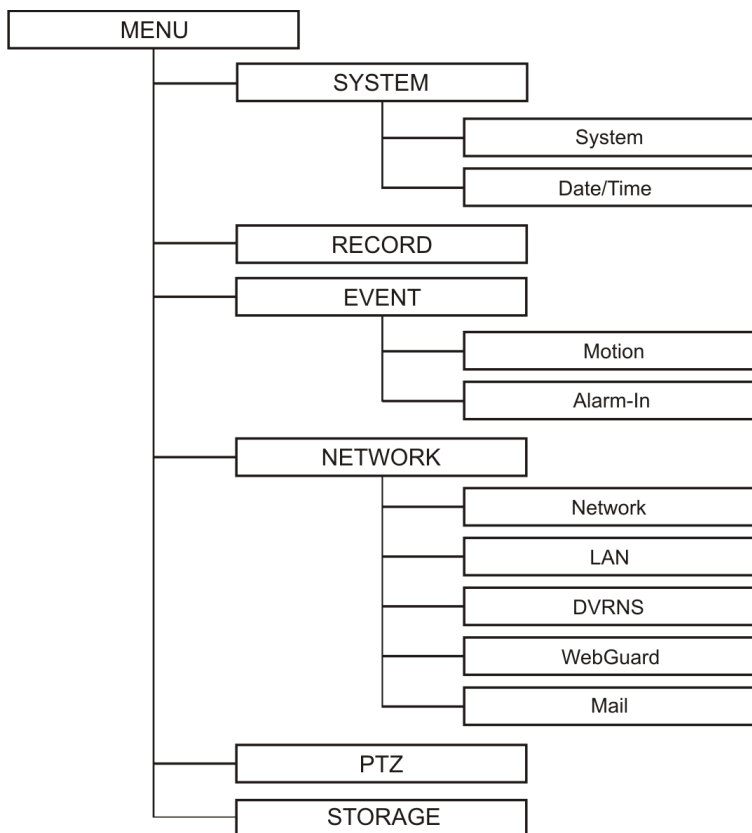 MENU
SYSTEM
System
Date/Time
RECORD
EVENT
Motion
Alarm-In
NETWORK
Network
LAN
DVRNS
WebGuard
Mail
PTZ
STORAGE